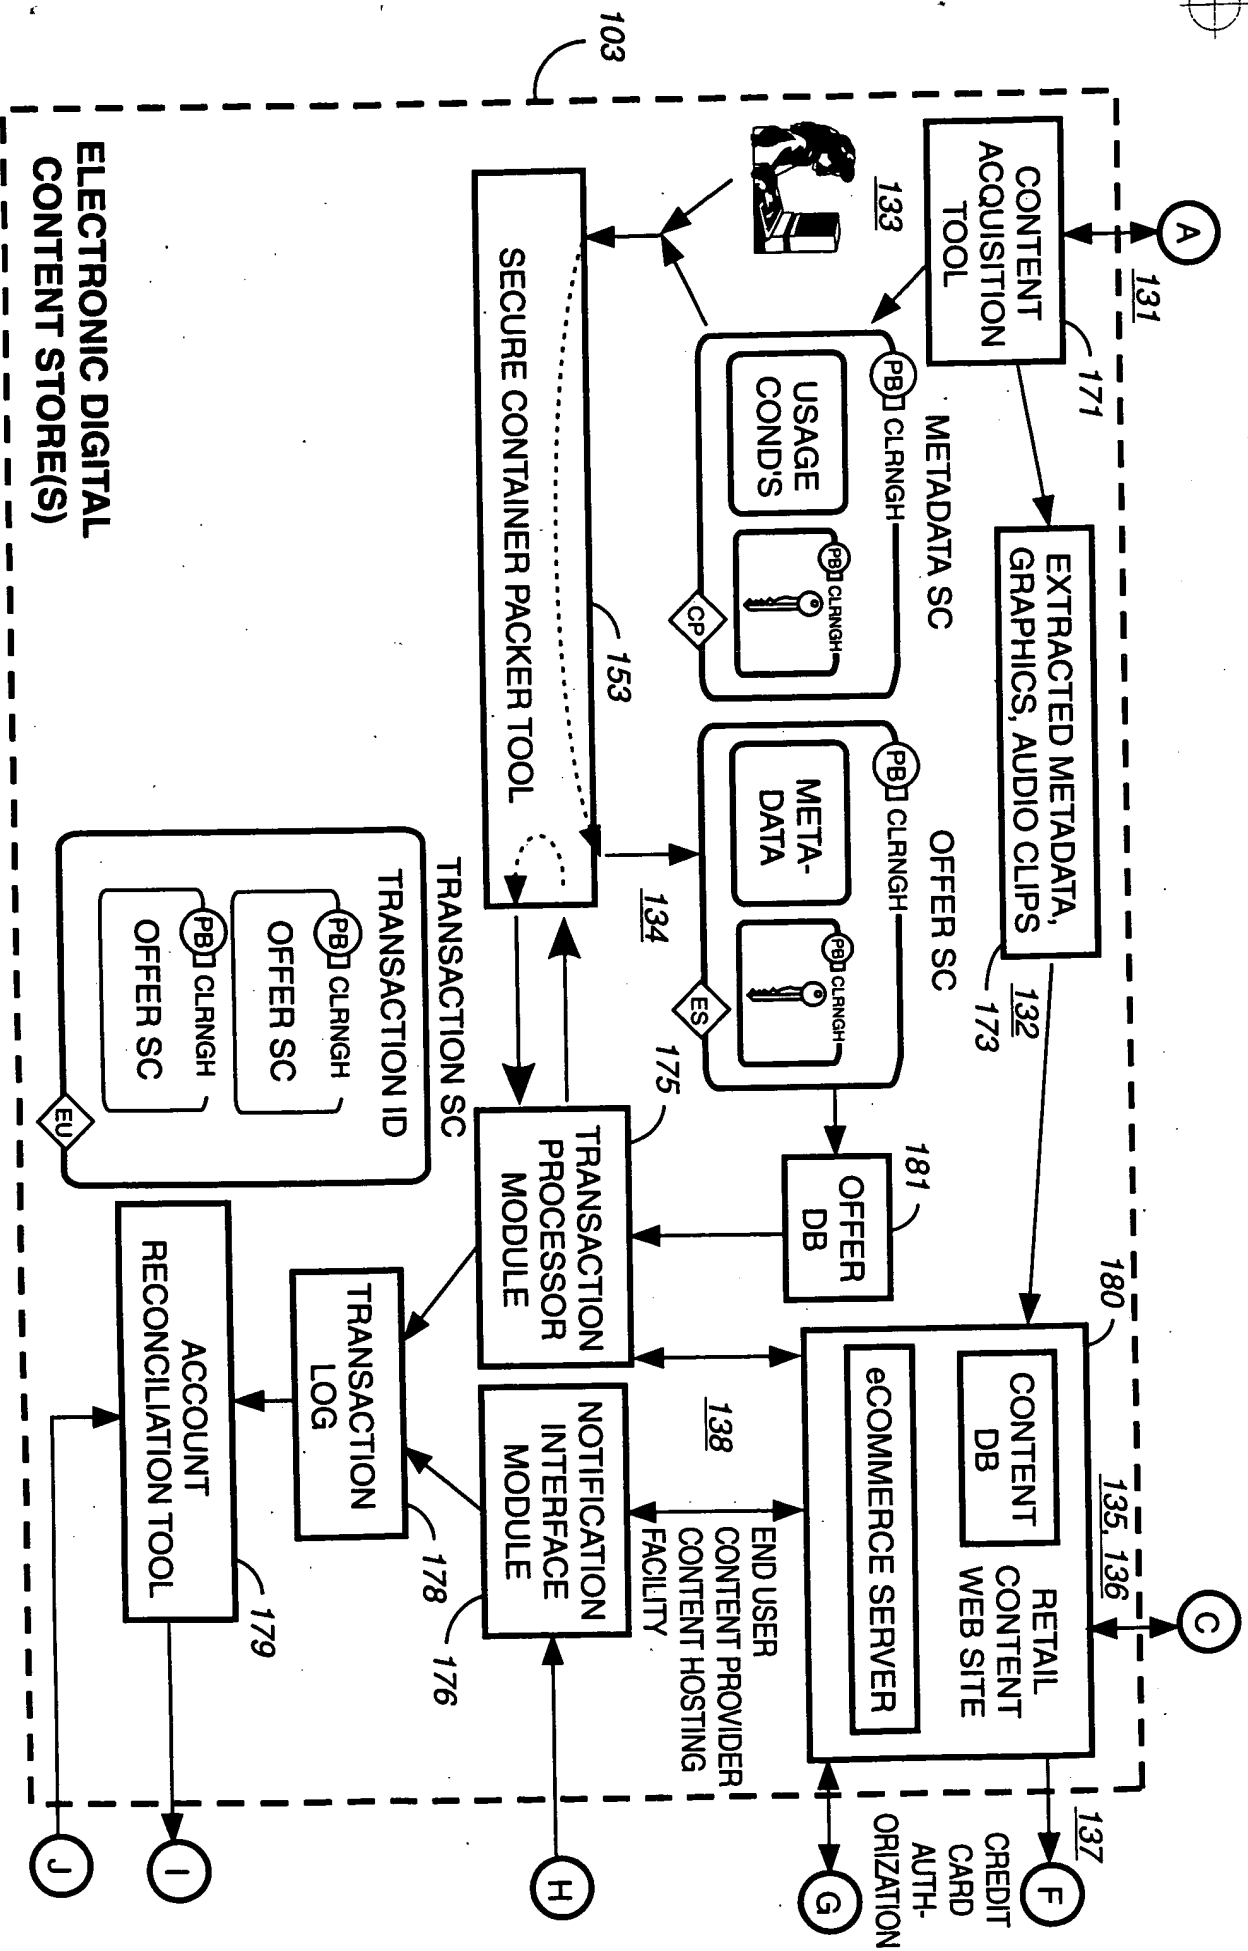 A
131
C
CONTENT
ACQUISITION
TOOL
171
EXTRACTED METADATA,
GRAPHICS, AUDIO CLIPS
132
173
180
135, 136
CONTENT
DB
RETAIL
CONTENT
WEB SITE
eCOMMERCE SERVER
137
F
CREDIT
CARD
AUTH-
ORIZATION
G
103
133
METADATA SC
PB CLRNGH
USAGE
COND'S
PB CLRNGH
CP
OFFER SC
PB CLRNGH
META-
DATA
PB CLRNGH
ES
181
OFFER
DB
134
138
END USER
CONTENT PROVIDER
CONTENT HOSTING
FACILITY
153
SECURE CONTAINER PACKER TOOL
175
TRANSACTION
PROCESSOR
MODULE
NOTIFICATION
INTERFACE
MODULE
176
H
TRANSACTION SC
TRANSACTION ID
PB CLRNGH
OFFER SC
PB CLRNGH
OFFER SC
EU
TRANSACTION
LOG
178
ACCOUNT
RECONCILIATION TOOL
179
I
J
ELECTRONIC DIGITAL
CONTENT STORE(S)